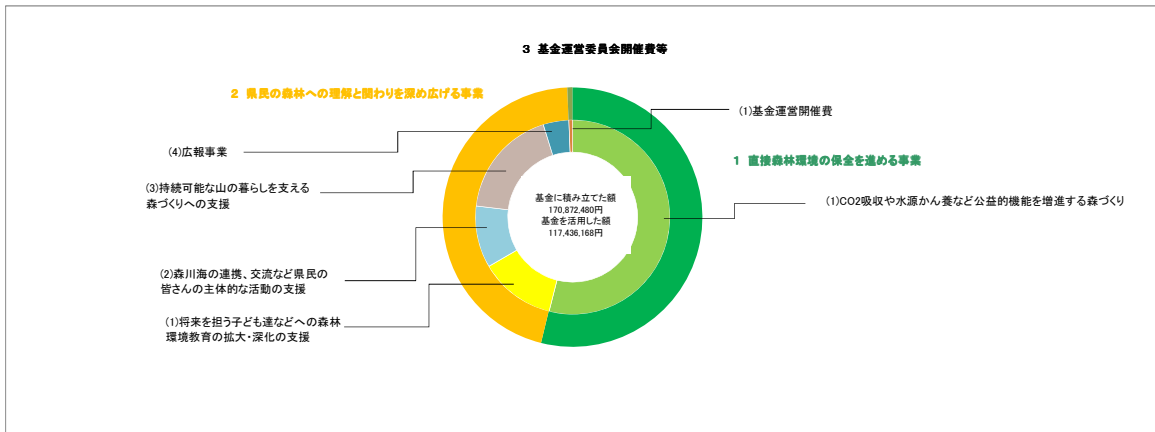 3 基金運営委員会開催費等
2 県民の森林への理解と関わりを深め広げる事業
(1)基金運営開催費
(4)広報事業
1 直接森林環境の保全を進める事業
(3)持続可能な山の暮らしを支える
森づくりへの支援
基金に積み立てた額
170,872,480円
基金を活用した額
117,436,168円
(1)CO2吸収や水源かん養など公益的機能を増進する森づくり
(2)森川海の連携、交流など県民の
皆さんの主体的な活動の支援
(1)将来を担う子ども達などへの森林
環境教育の拡大・深化の支援